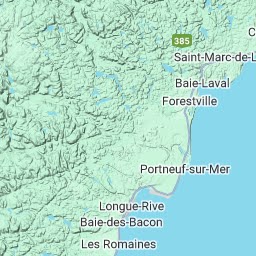 C
385
Saint-Marc-de-L
Baie-Laval
Forestville
Portneuf-sur-Mer
Longue-Rive
Baie-des-Bacon
Les Romaines